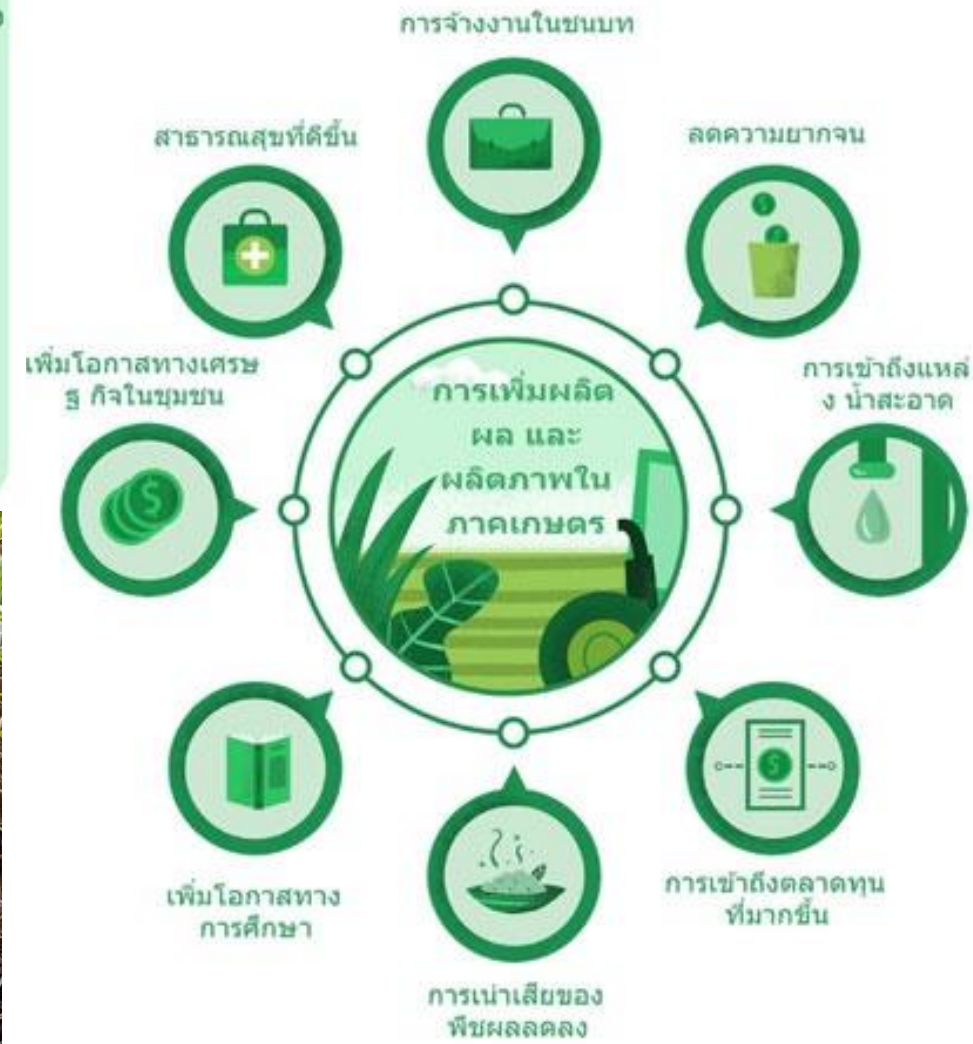 การจ้างงานในชนบท
สาธารณสุขที่ดีขึ้น
ลดความยากจน
เพิ่มโอกาสทางเศรษ
ฐ กิจในชุมชน
การเข้าถึงแหล่
ง น้ำสะอาด
การเพิ่มผลิต
ผล และ
ผลิตภาพใน
ภาคเกษตร
เพิ่มโอกาสทาง
การศึกษา
การเข้าถึงตลาดทุน
ที่มากขึ้น
การเน่าเสียของ
พืชผลลดลง